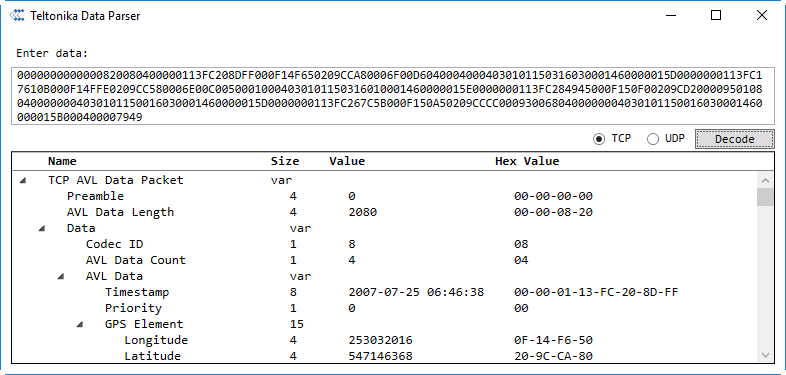 Teltonika Data Parser
Enter data:
0000000000000820080400000113FC208DFF000F14F650209CCA80006F00D60400040004030101150316030001460000015D0000000113FC1
7610B000F14FFE0209CC580006E00C00500010004030101150316010001460000015E0000000113FC284945000F150F00209CD20000950108
0400000004030101150016030001460000015D0000000113FC267C5B000F150A50209CCCC0009300680400000004030101150016030001460
000015B000400007949
TCP UDP Decode
Name Size Value Hex Value
TCP AVL Data Packet var
Preamble 4 0 00-00-00-00
AVL Data Length 4 2080 00-00-08-20
Data var
Codec ID 1 8 08
AVL Data Count 1 4 04
AVL Data var
Timestamp 8 2007-07-25 06:46:38 00-00-01-13-FC-20-8D-FF
Priority 1 0 00
GPS Element 15
Longitude 4 253032016 0F-14-F6-50
Latitude 4 547146368 20-9C-CA-80